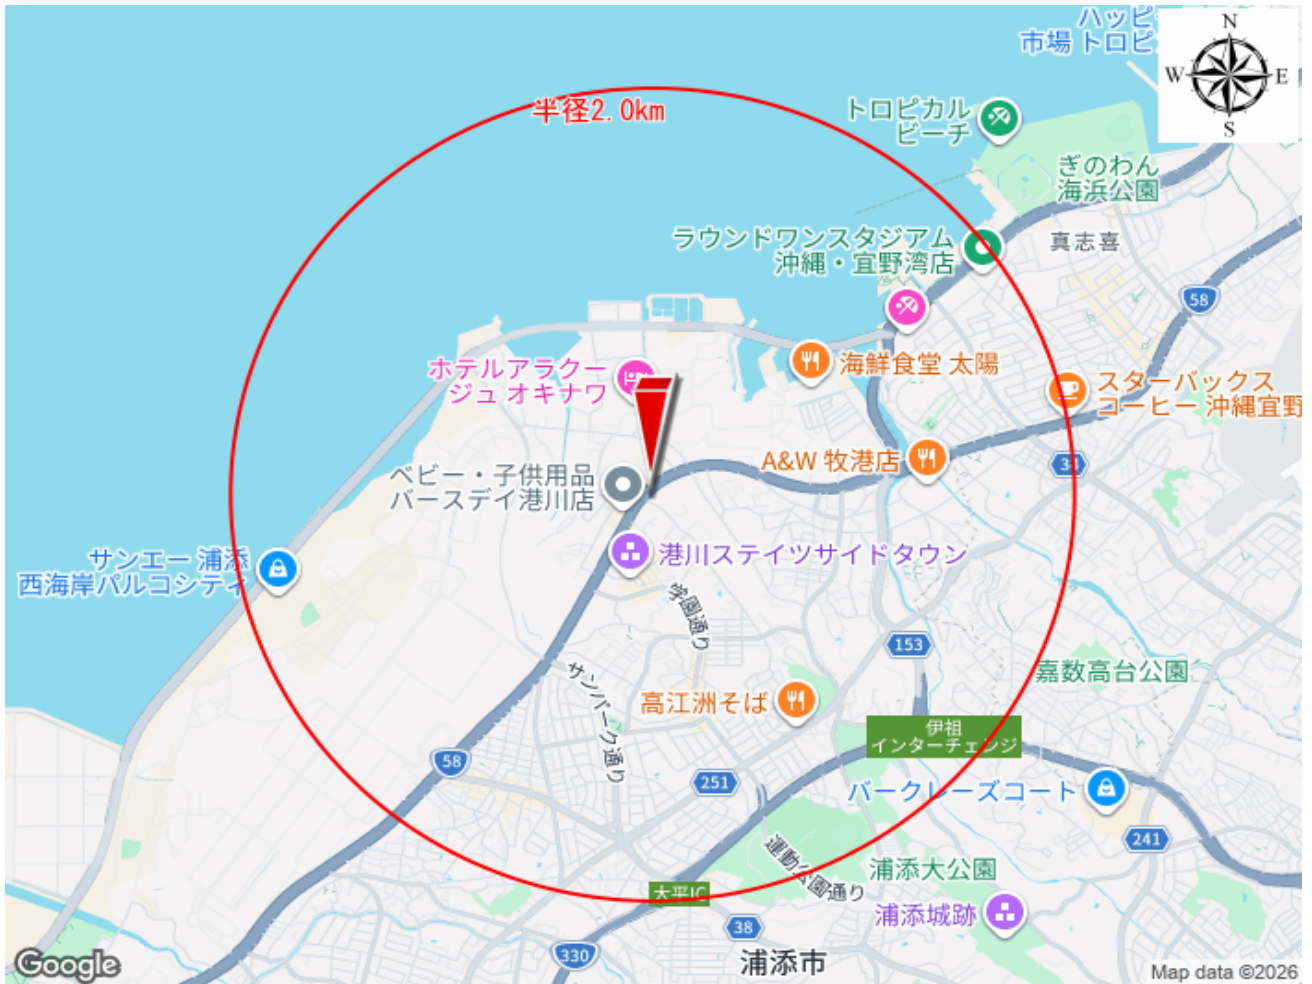 ハッピ
市場 トロピ
N
W
E
S
半径2.0km
トロピカル
ビーチ
ぎのわん
海浜公園
ラウンドワンスタジアム
沖縄・宜野湾店
真志喜
58
ホテルアラクー
ジュ オキナワ
海鮮食堂 太陽
スターバックス
コーヒー 沖縄宜野
A&W 牧港店
34
ベビー・子供用品
バースデイ港川店
サンエー 浦添
西海岸パルコシティ
港川ステイツサイドタウン
学園通り
153
嘉数高台公園
サンパーク通り
高江洲そば
伊祖
インターチェンジ
58
251
バークレーズコート
241
運動公園通り
浦添大公園
大平IC
浦添城跡
38
330
浦添市
Google
Map data ©2026